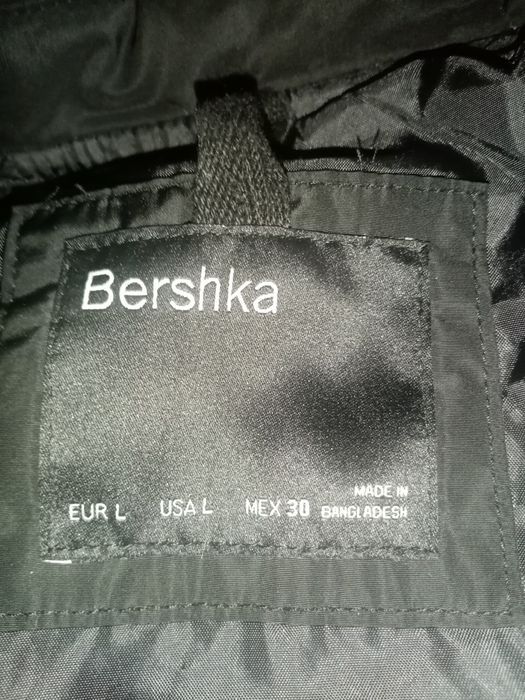 Bershka
EUR L USA L MEX 30 MADE IN
BANGLADESH